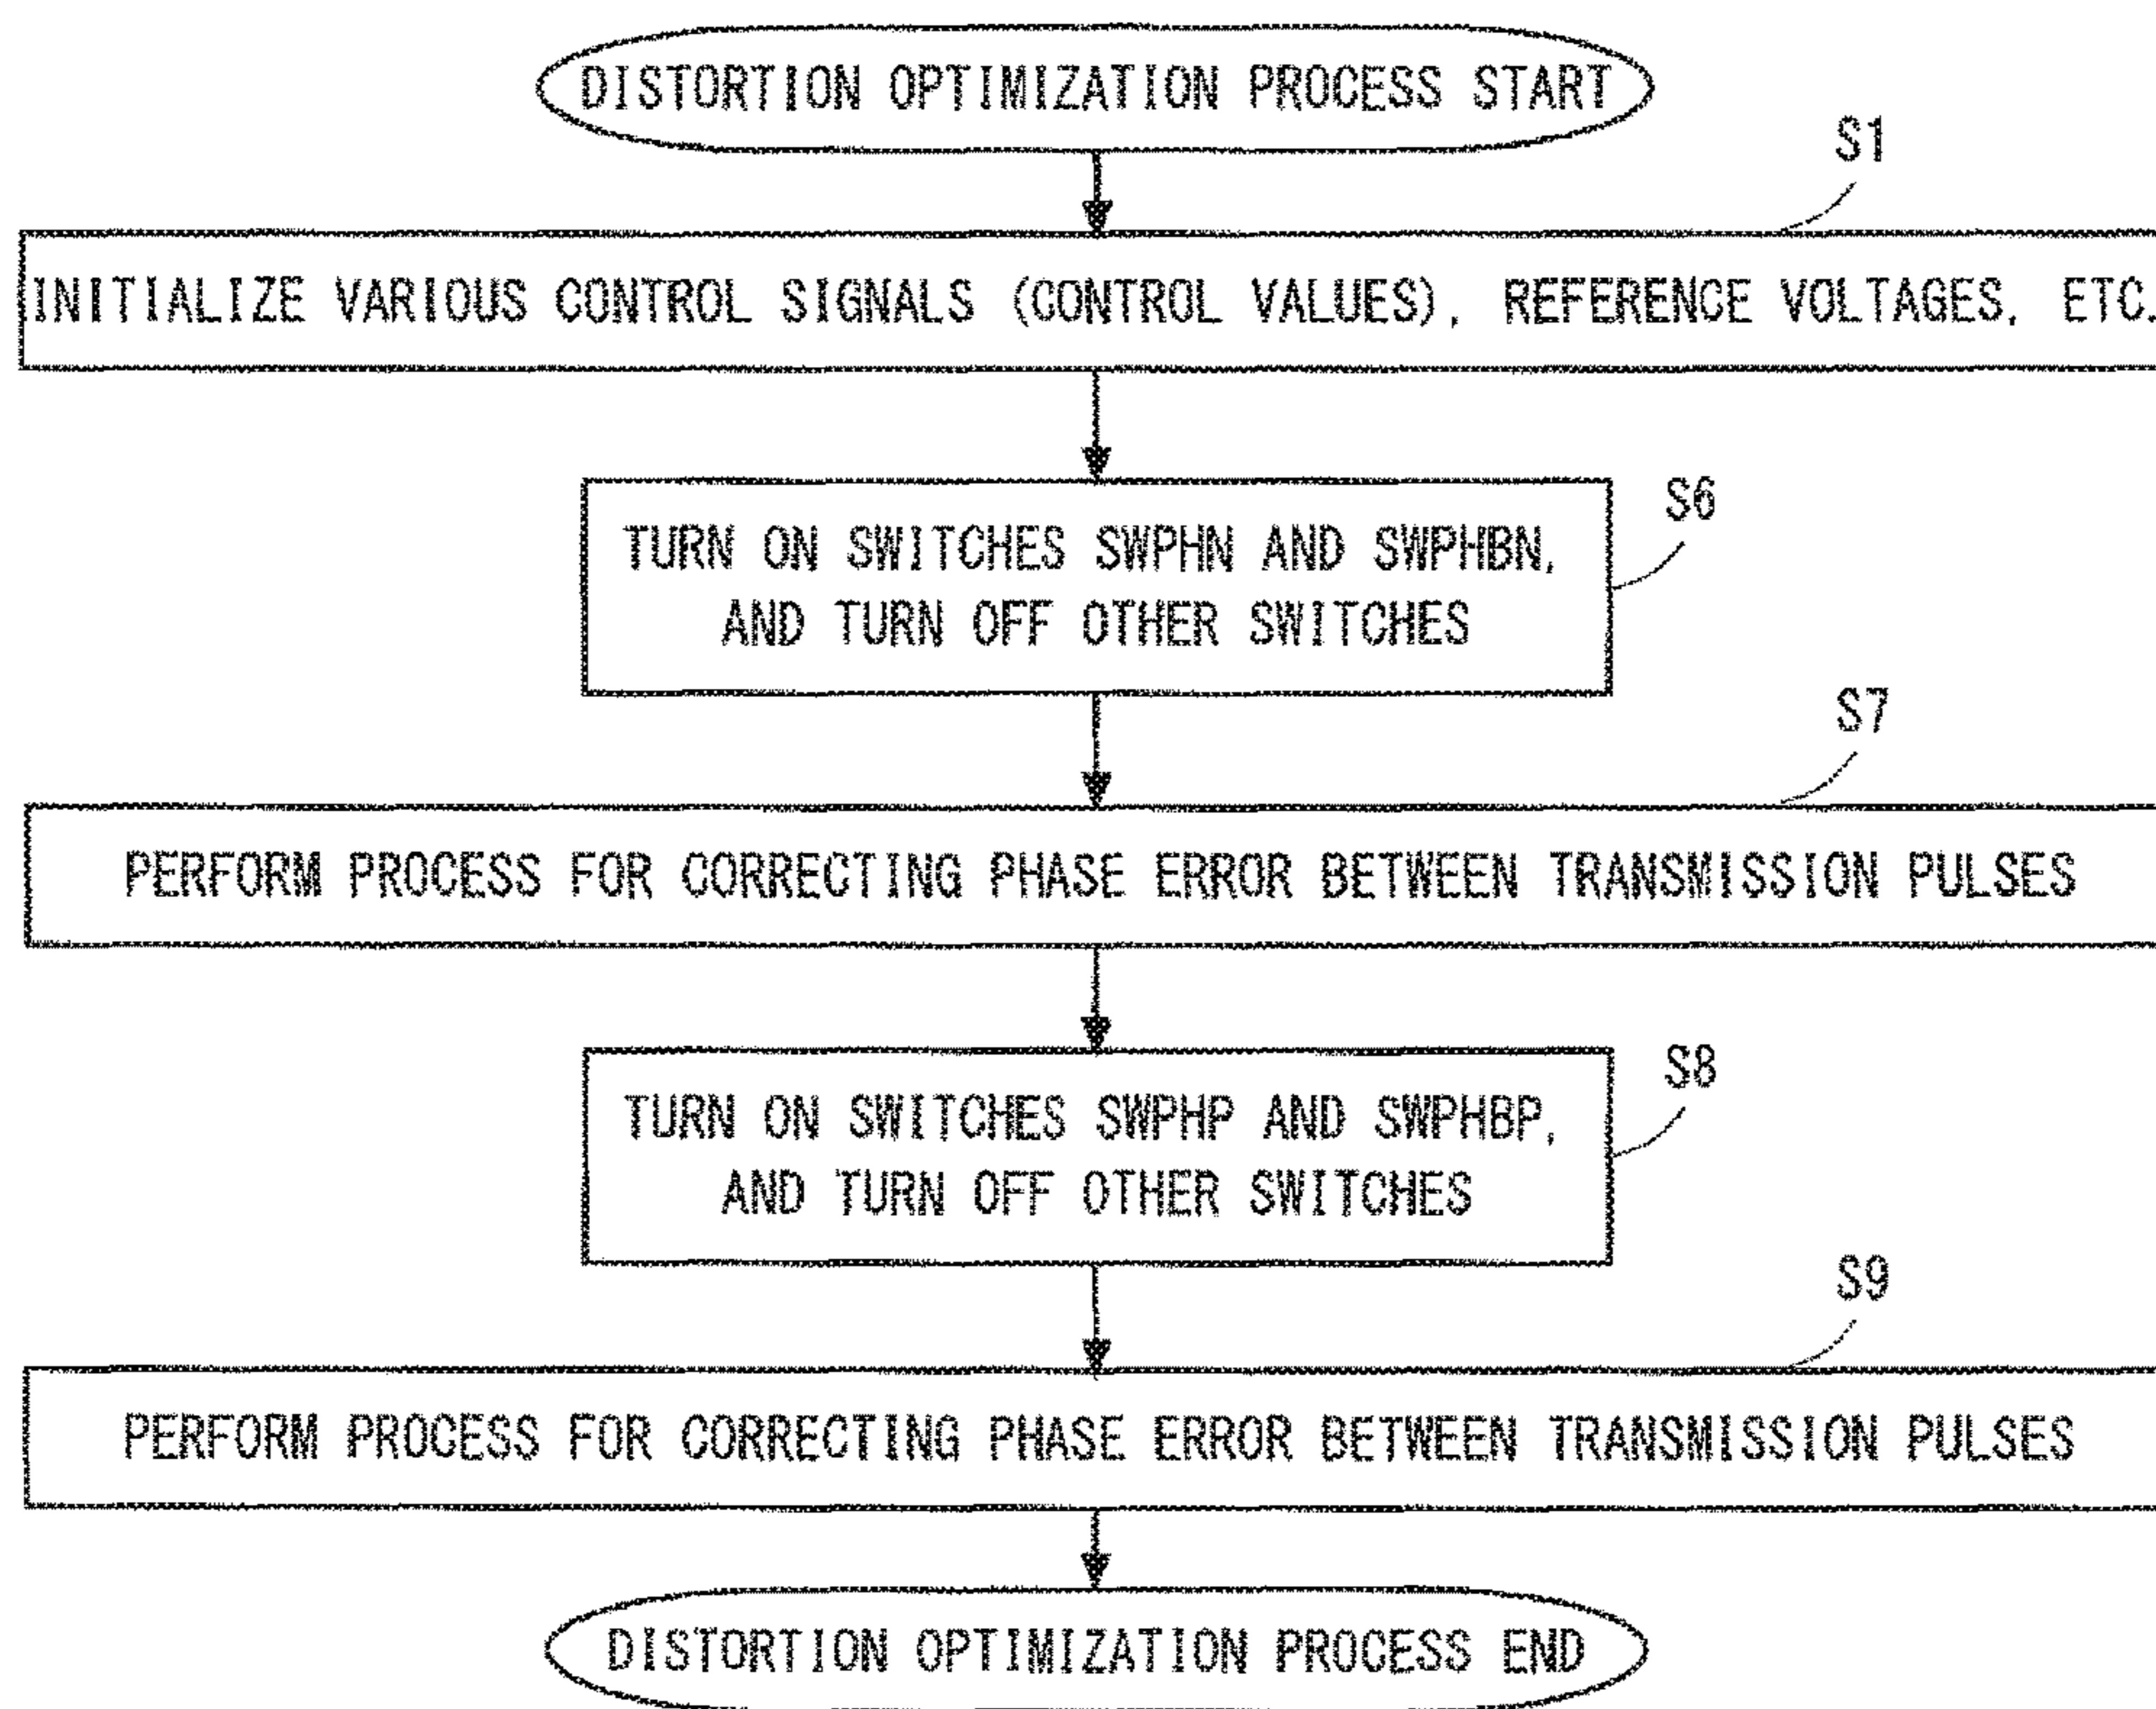 DISTORTION OPTIMIZATION PROCESS START
S1
INITIALIZE VARIOUS CONTROL SIGNALS (CONTROL VALUES), REFERENCE VOLTAGES, ETC.
S6
TURN ON SWITCHES SWPHN AND SWPHBN,
AND TURN OFF OTHER SWITCHES
S7
PERFORM PROCESS FOR CORRECTING PHASE ERROR BETWEEN TRANSMISSION PULSES
S8
TURN ON SWITCHES SWPHP AND SWPHBP,
AND TURN OFF OTHER SWITCHES
S9
PERFORM PROCESS FOR CORRECTING PHASE ERROR BETWEEN TRANSMISSION PULSES
DISTORTION OPTIMIZATION PROCESS END